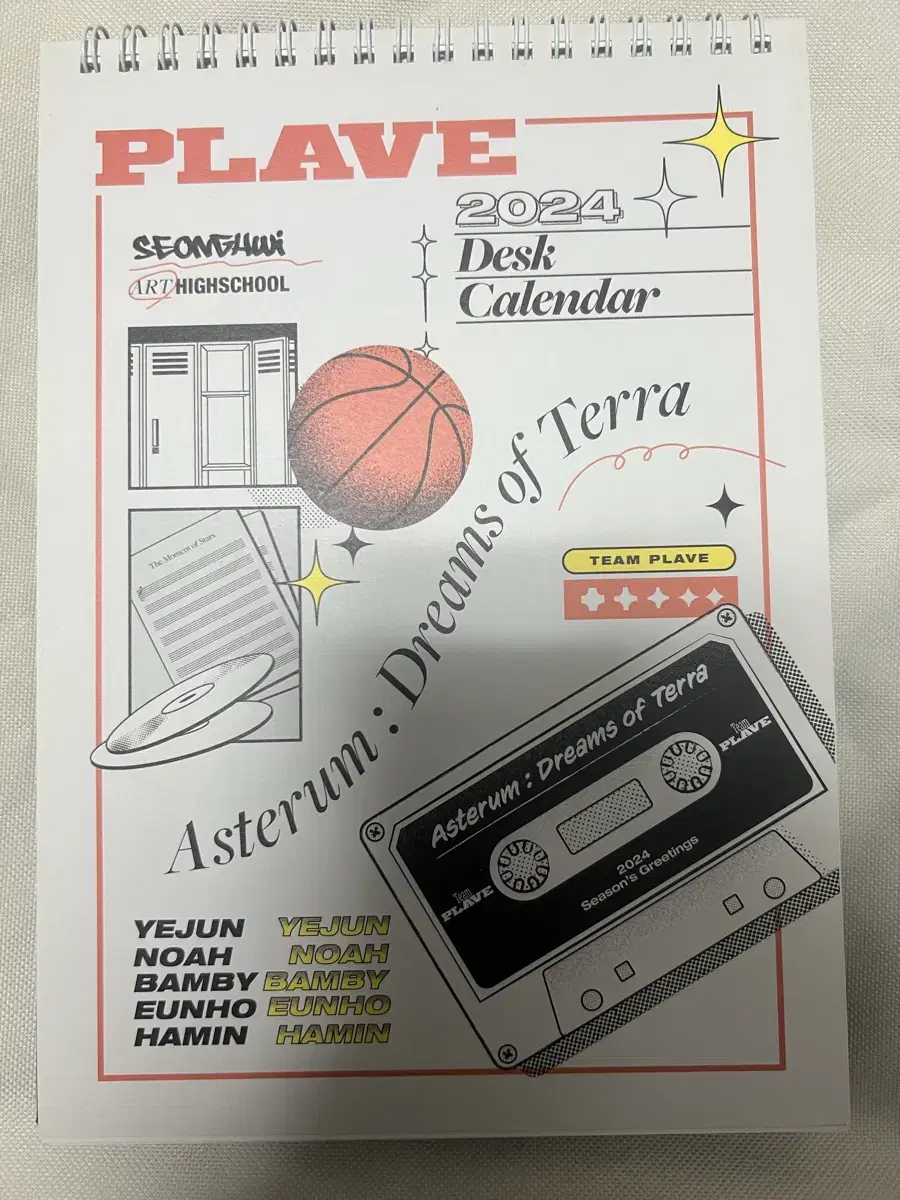 PLAVE
2024
Desk
Calendar
SEONGHWI
ART HIGHSCHOOL
Asterum : Dreams of Terra
The Moment of Stars
TEAM PLAVE
Asterum : Dreams of Terra
Team
PLAVE
2024
Season's Greetings
Team
PLAVE
YEJUN YEJUN
NOAH NOAH
BAMBY BAMBY
EUNHO EUNHO
HAMIN HAMIN